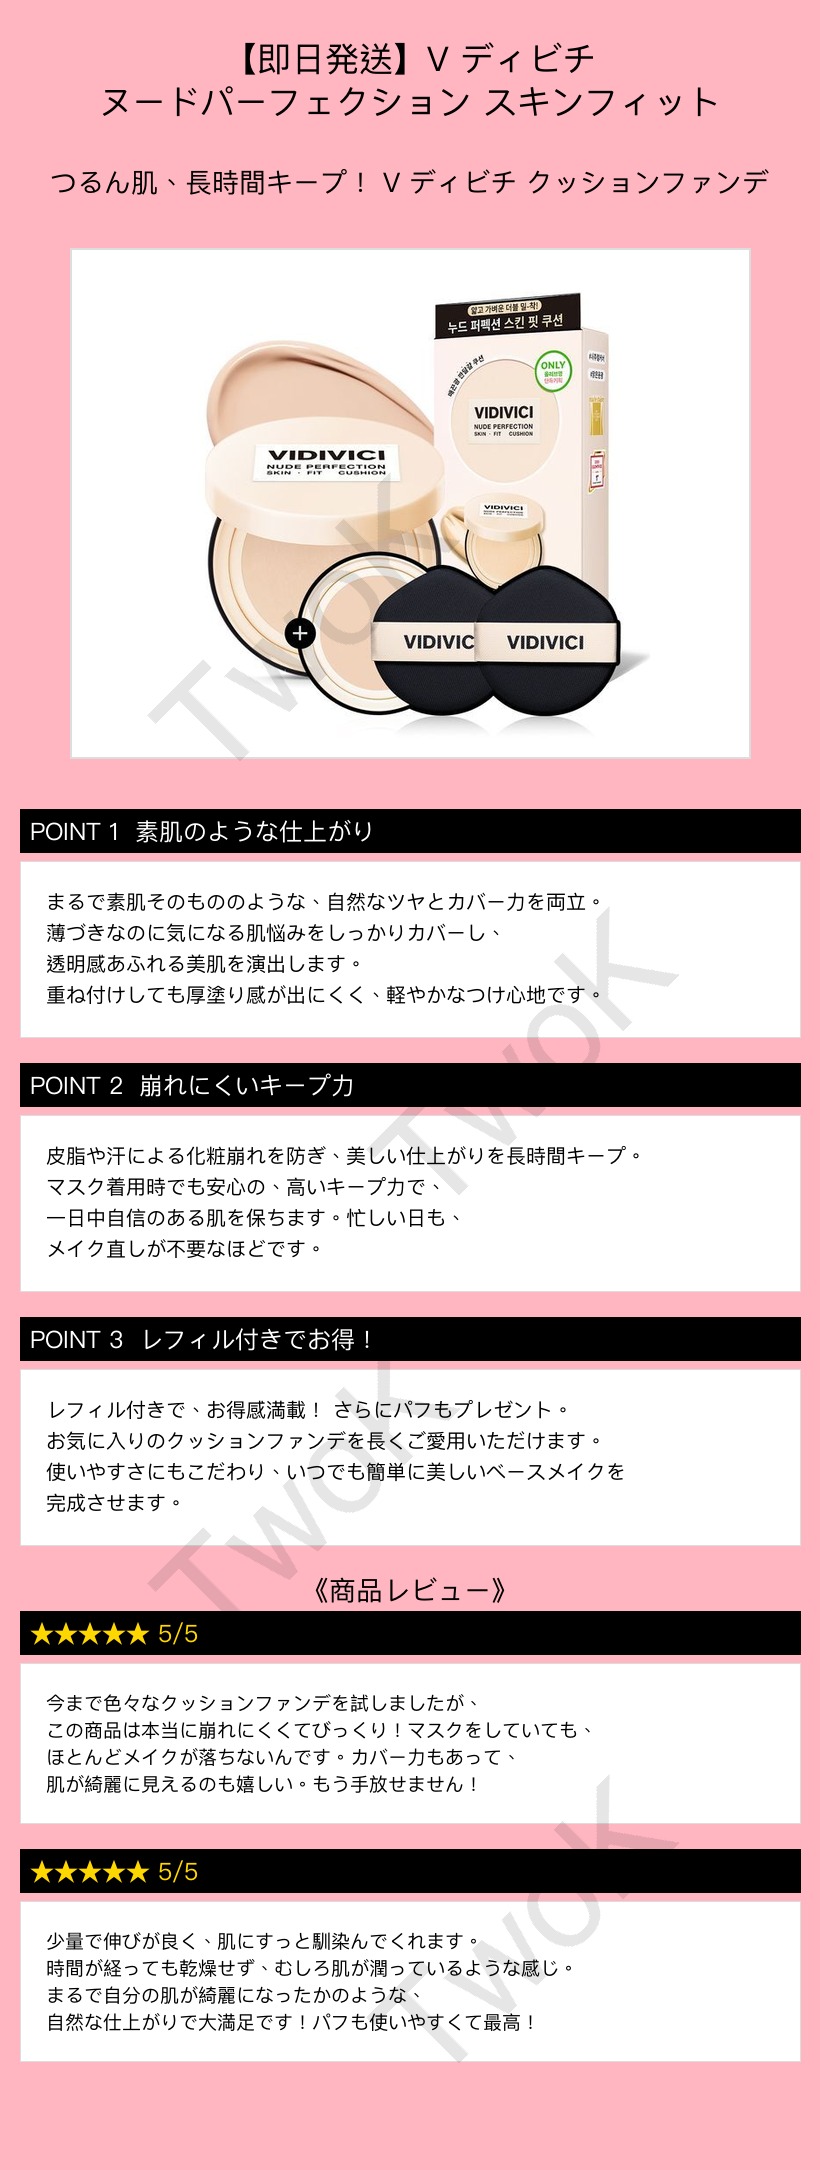 【即日発送】V ディビチ
ヌードパーフェクション スキンフィット
つるん肌、長時間キープ！ V ディビチ クッションファンデ
얇고 가벼운 더블 밀-착!
누드 퍼펙션 스킨 핏 쿠션
매끈광 반달광 쿠션
ONLY
올리브영
단독기획
VIDIVICI
NUDE PERFECTION
SKIN · FIT CUSHION
VIDIVICI
NUDE PERFECTION
SKIN · FIT CUSHION
VIDIVICI
NUDE PERFECTION
SKIN · FIT CUSHION
+
VIDIVIC
VIDIVICI
TwoK
POINT 1 素肌のような仕上がり
まるで素肌そのもののような、自然なツヤとカバー力を両立。
薄づきなのに気になる肌悩みをしっかりカバーし、
透明感あふれる美肌を演出します。
重ね付けしても厚塗り感が出にくく、軽やかなつけ心地です。
TwoK
POINT 2 崩れにくいキープ力
皮脂や汗による化粧崩れを防ぎ、美しい仕上がりを長時間キープ。
マスク着用時でも安心の、高いキープ力で、
一日中自信のある肌を保ちます。忙しい日も、
メイク直しが不要なほどです。
POINT 3 レフィル付きでお得！
レフィル付きで、お得感満載！ さらにパフもプレゼント。
お気に入りのクッションファンデを長くご愛用いただけます。
使いやすさにもこだわり、いつでも簡単に美しいベースメイクを
完成させます。
TwoK
《商品レビュー》
★★★★★ 5/5
今まで色々なクッションファンデを試しましたが、
この商品は本当に崩れにくくてびっくり！マスクをしていても、
ほとんどメイクが落ちないんです。カバー力もあって、
肌が綺麗に見えるのも嬉しい。もう手放せません！
★★★★★ 5/5
少量で伸びが良く、肌にすっと馴染んでくれます。
時間が経っても乾燥せず、むしろ肌が潤っているような感じ。
まるで自分の肌が綺麗になったかのような、
自然な仕上がりで大満足です！パフも使いやすくて最高！
TwoK